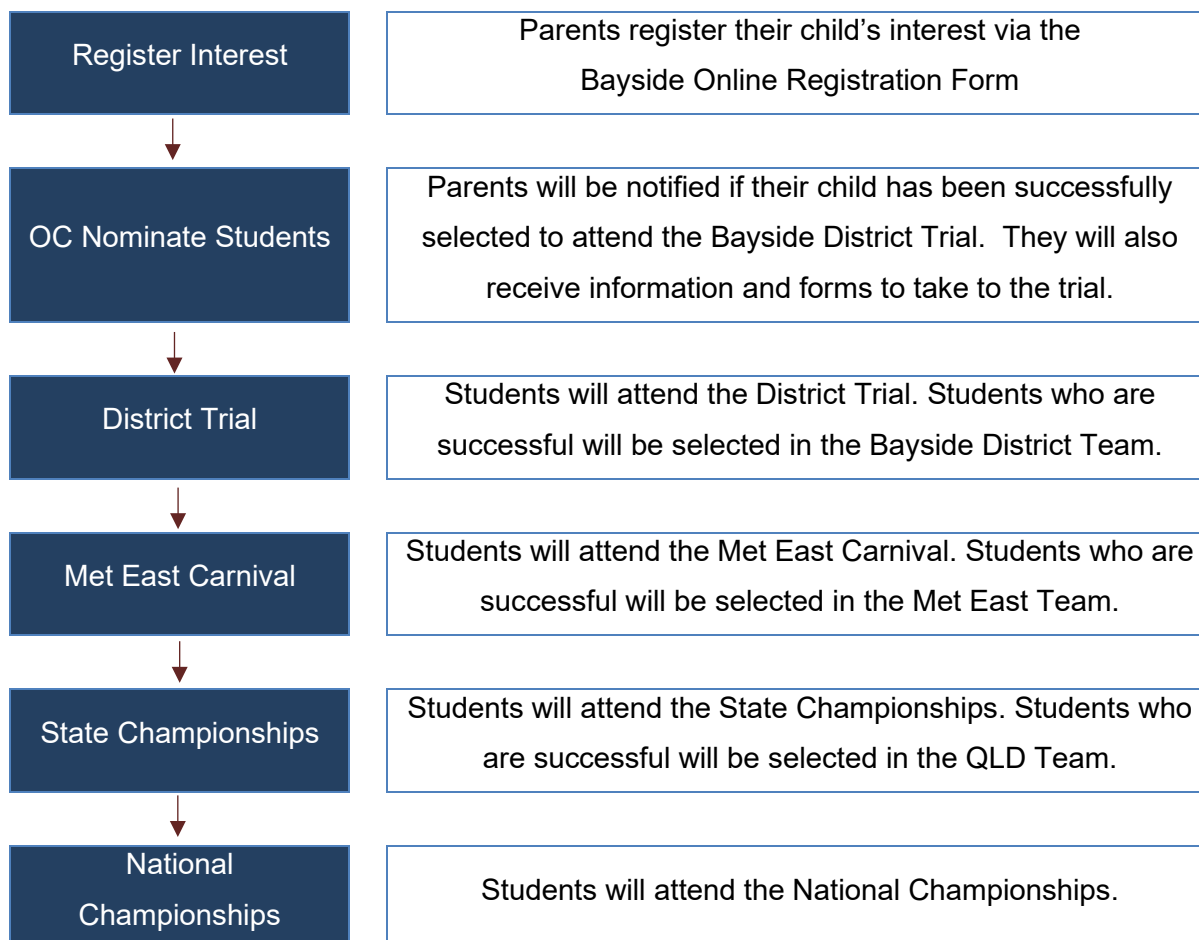 Register Interest
Parents register their child’s interest via the
Bayside Online Registration Form
OC Nominate Students
Parents will be notified if their child has been successfully
selected to attend the Bayside District Trial.  They will also
receive information and forms to take to the trial.
District Trial
Students will attend the District Trial. Students who are
successful will be selected in the Bayside District Team.
Met East Carnival
Students will attend the Met East Carnival. Students who are
successful will be selected in the Met East Team.
State Championships
Students will attend the State Championships. Students who
are successful will be selected in the QLD Team.
National
Championships
Students will attend the National Championships.